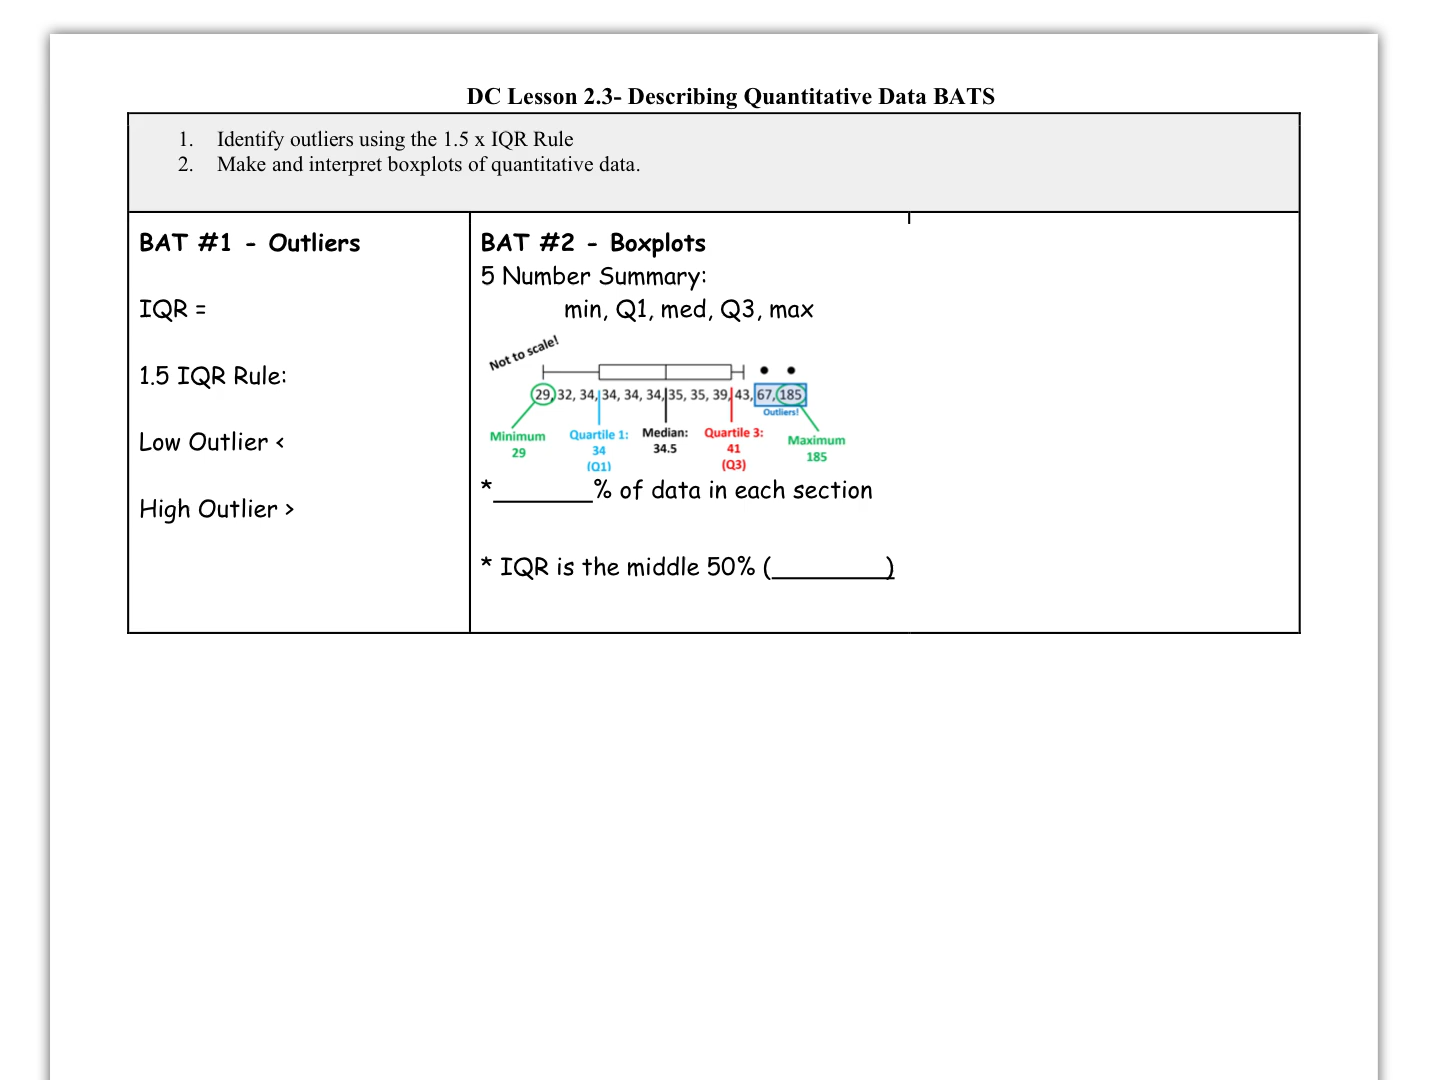 DC Lesson 2.3- Describing Quantitative Data BATS
1. Identify outliers using the 1.5 x IQR Rule
2. Make and interpret boxplots of quantitative data.
BAT #1 - Outliers
IQR =
1.5 IQR Rule:
Low Outlier <
High Outlier >
BAT #2 - Boxplots
5 Number Summary:
min, Q1, med, Q3, max
Not to scale!
29, 32, 34, 34, 34, 34, 35, 35, 39, 43, 67, 185
Outliers!
Minimum
29
Quartile 1:
34
(Q1)
Median:
34.5
Quartile 3:
41
(Q3)
Maximum
185
*________% of data in each section
* IQR is the middle 50% (_________)